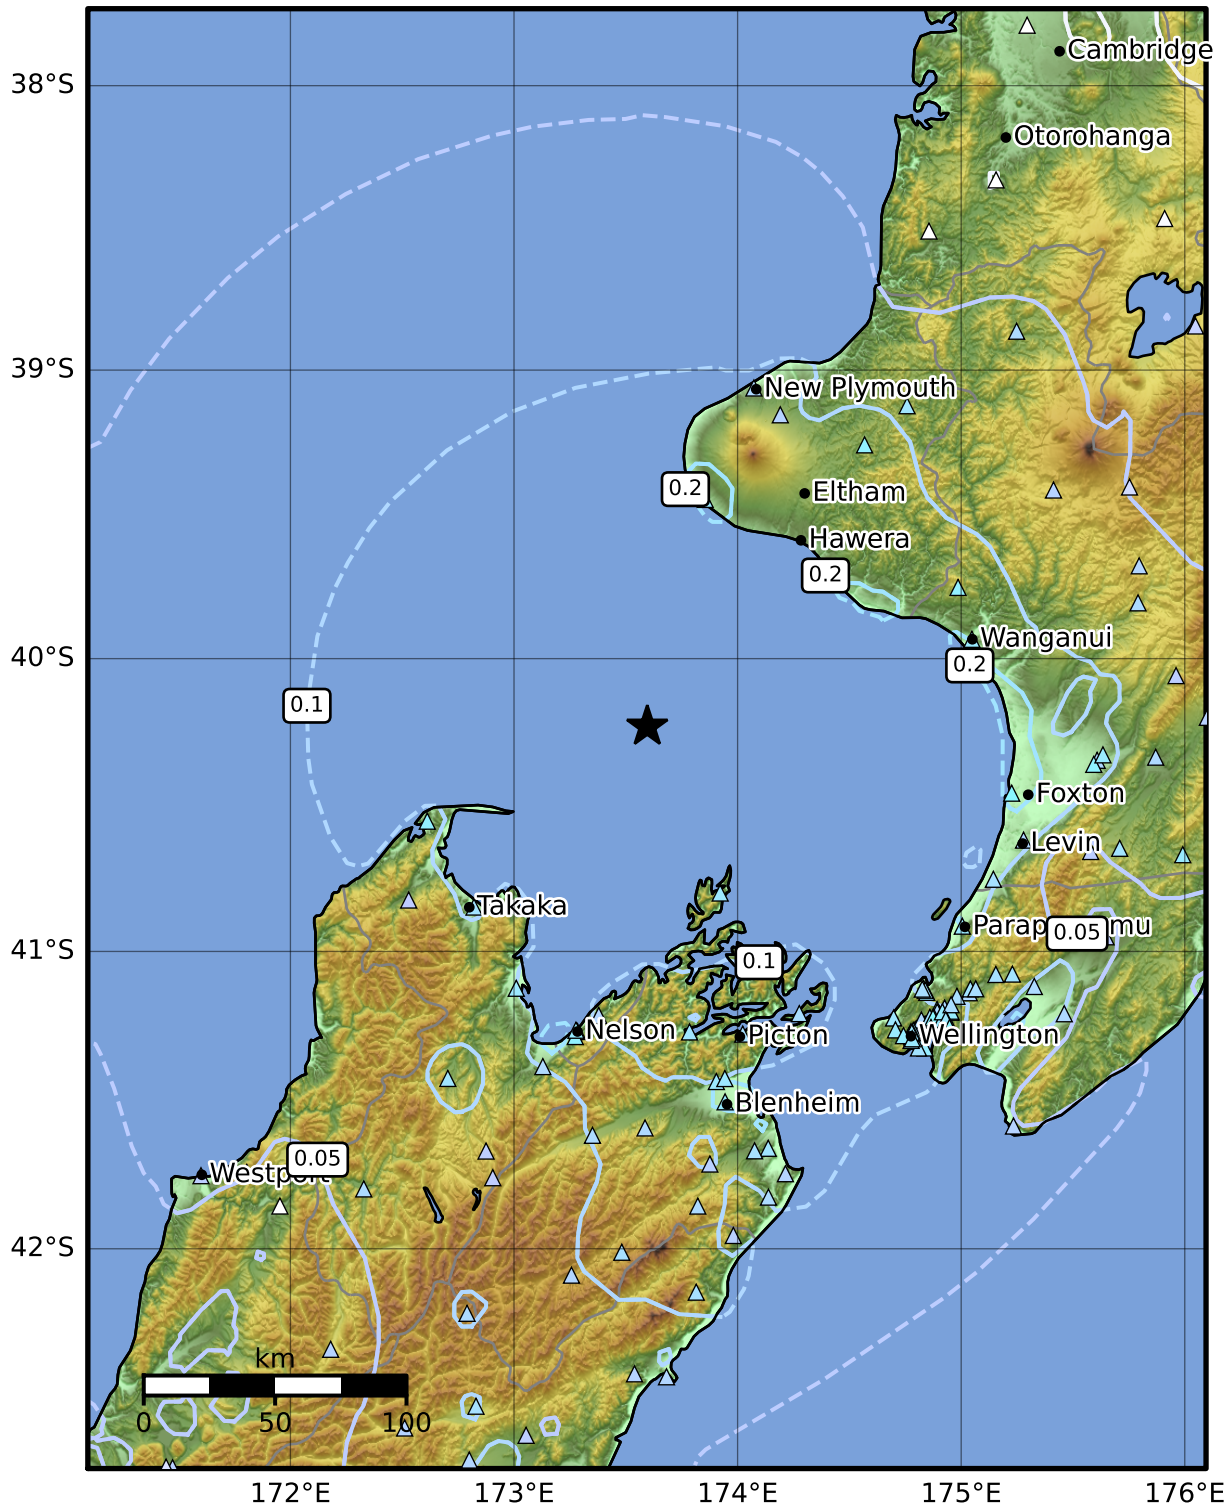 Cambridge
38°S
Otorohanga
39°S
New Plymouth
0.2
Eltham
Hawera
0.2
Wanganui
40°S
0.2
0.1
Foxton
Levin
Takaka
Parap mu
0.05
41°S
0.1
Nelson
Picton
Wellington
Blenheim
0.05
Westport
42°S
km
0 50 100
172°E 173°E 174°E 175°E 176°E